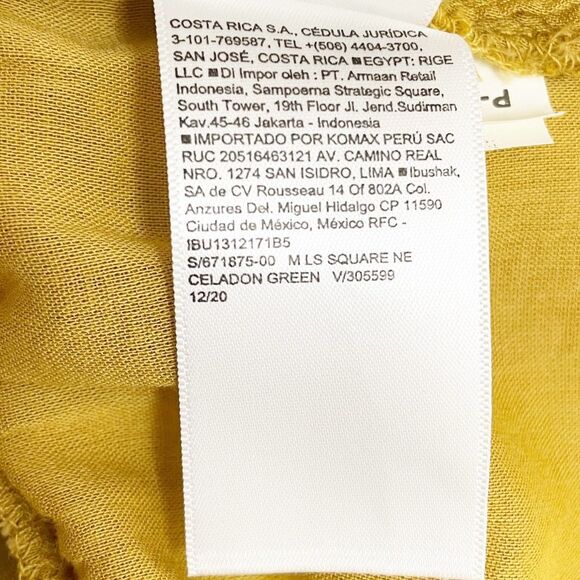 COSTA RICA S.A., CÉDULA JURÍDICA
3-101-769587, TEL +(506) 4404-3700,
SAN JOSÉ, COSTA RICA ■ EGYPT: RIGE
LLC ■ Di Impor oleh : PT. Armaan Retail
Indonesia, Sampoerna Strategic Square,
South Tower, 19th Floor Jl. Jend.Sudirman
Kav.45-46 Jakarta - Indonesia
■ IMPORTADO POR KOMAX PERÚ SAC
RUC 20516463121 AV. CAMINO REAL
NRO. 1274 SAN ISIDRO, LIMA ■ Ibushak,
SA de CV Rousseau 14 Of 802A Col.
Anzures Del. Miguel Hidalgo CP 11590
Ciudad de México, México RFC -
IBU1312171B5
S/671875-00 M LS SQUARE NE
CELADON GREEN V/305599
12/20
P-